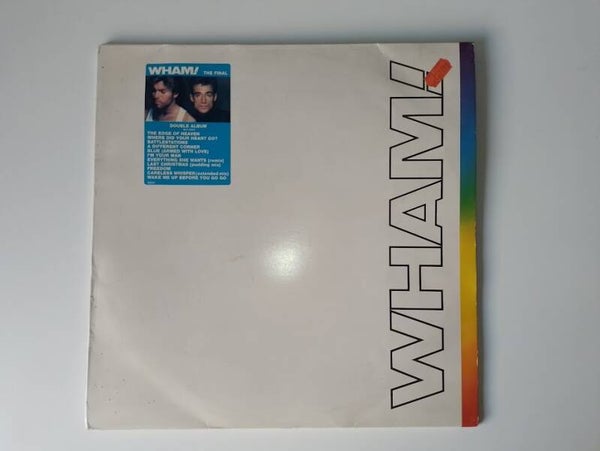 WHAM! THE FINAL
DOUBLE ALBUM
THE EDGE OF HEAVEN
WHERE DID YOUR HEART GO?
BATTLESTATIONS
A DIFFERENT CORNER
BLUE (ARMED WITH LOVE)
I'M YOUR MAN
EVERYTHING SHE WANTS (remix)
LAST CHRISTMAS (pudding mix)
FREEDOM
CARELESS WHISPER (extended mix)
WAKE ME UP BEFORE YOU GO GO
WHAM!